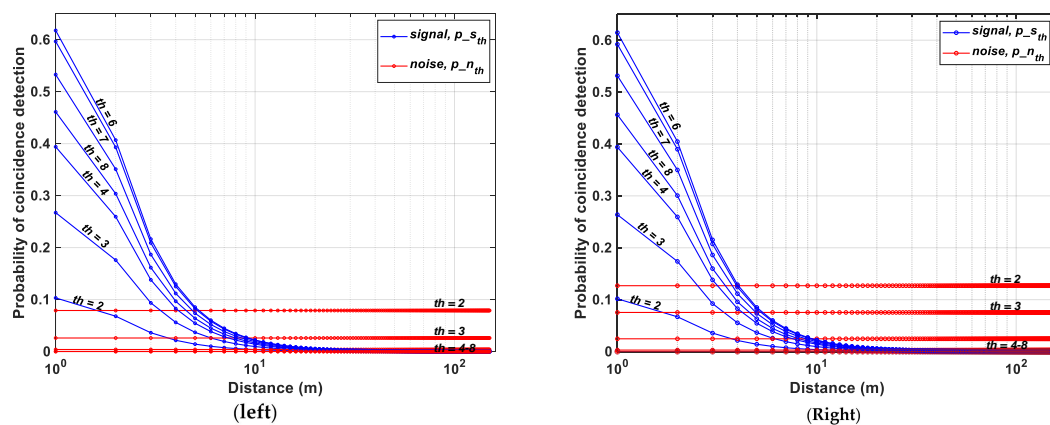 Probability of coincidence detection
0.6
0.5
0.4
0.3
0.2
0.1
0
signal, p_s_th
noise, p_n_th
th = 6
th = 7
th = 8
th = 4
th = 3
th = 2
th = 2
th = 3
th = 4-8
10^0
10^1
10^2
Distance (m)
(left)
Probability of coincidence detection
0.6
0.5
0.4
0.3
0.2
0.1
0
signal, p_s_th
noise, p_n_th
th = 6
th = 7
th = 8
th = 4
th = 3
th = 2
th = 2
th = 3
th = 4-8
10^0
10^1
10^2
Distance (m)
(Right)